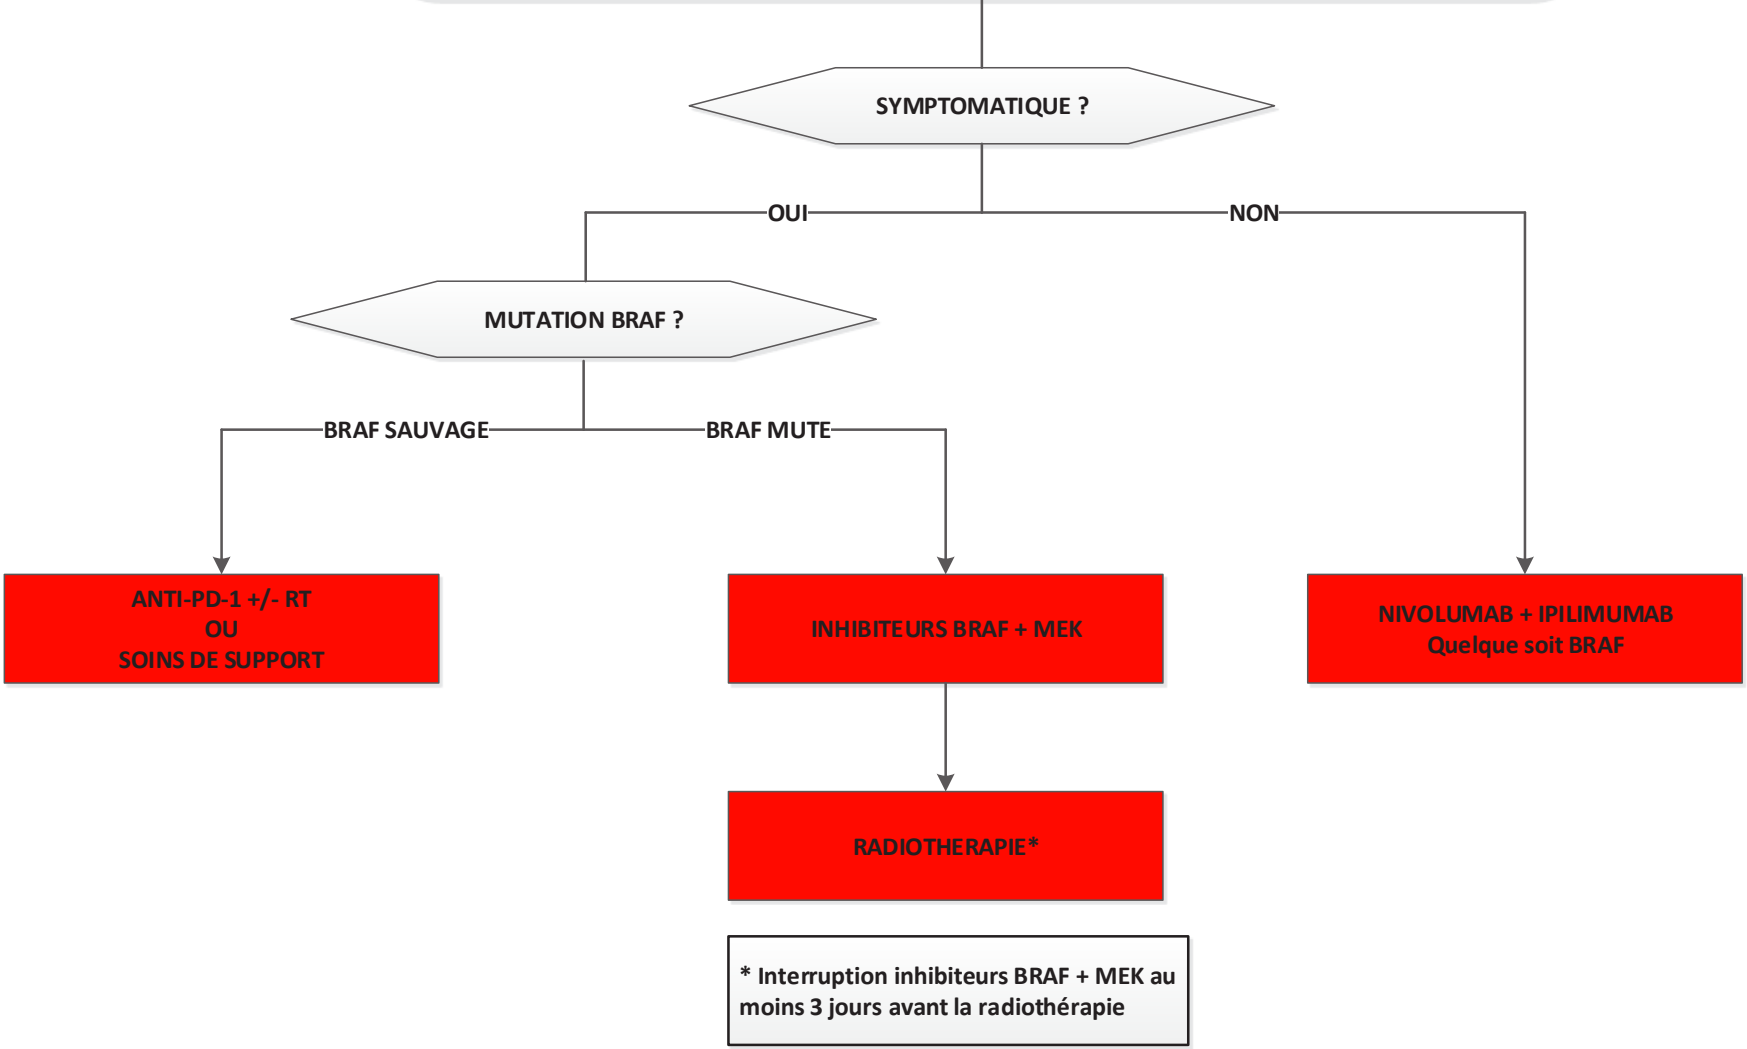 SYMPTOMATIQUE ?
OUI
NON
MUTATION BRAF ?
BRAF SAUVAGE
BRAF MUTE
ANTI-PD-1 +/- RT
OU
SOINS DE SUPPORT
INHIBITEURS BRAF + MEK
NIVOLUMAB + IPILIMUMAB
Quelque soit BRAF
RADIOTHERAPIE*
* Interruption inhibiteurs BRAF + MEK au
moins 3 jours avant la radiothérapie